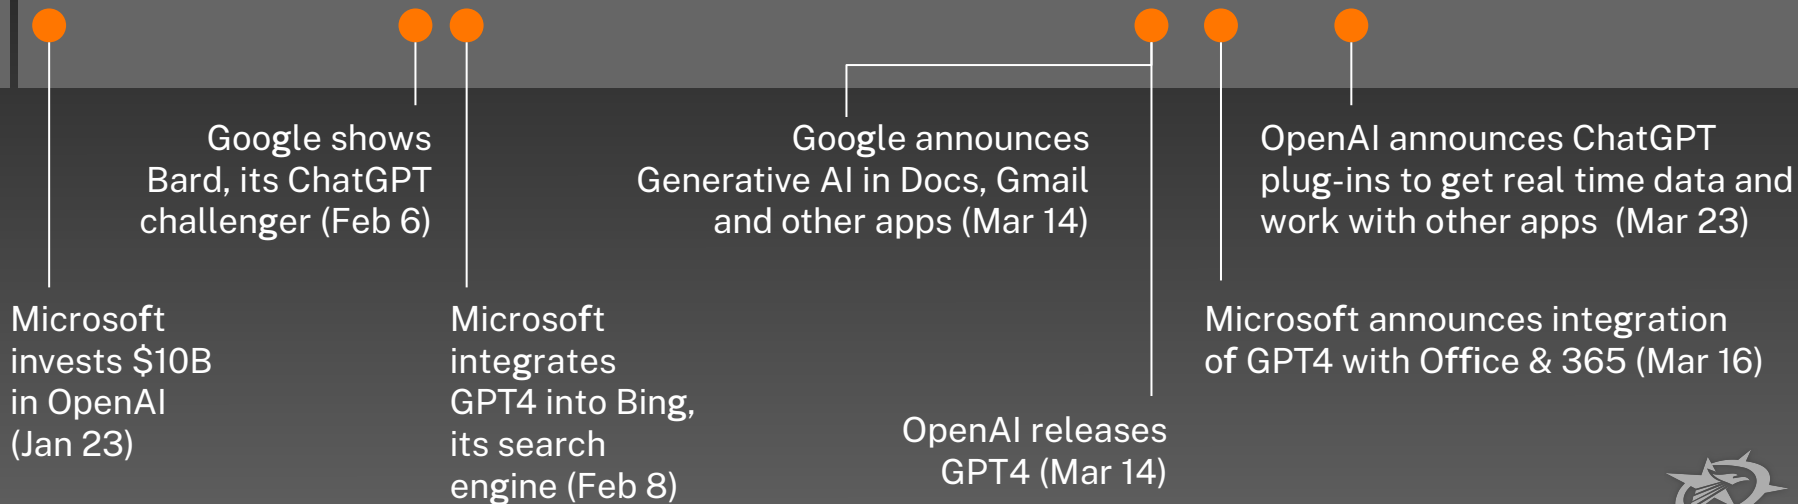 Google shows
Bard, its ChatGPT
challenger (Feb 6)
Google announces
Generative AI in Docs, Gmail
and other apps (Mar 14)
OpenAI announces ChatGPT
plug-ins to get real time data and
work with other apps (Mar 23)
Microsoft
invests $10B
in OpenAI
(Jan 23)
Microsoft
integrates
GPT4 into Bing,
its search
engine (Feb 8)
OpenAI releases
GPT4 (Mar 14)
Microsoft announces integration
of GPT4 with Office & 365 (Mar 16)